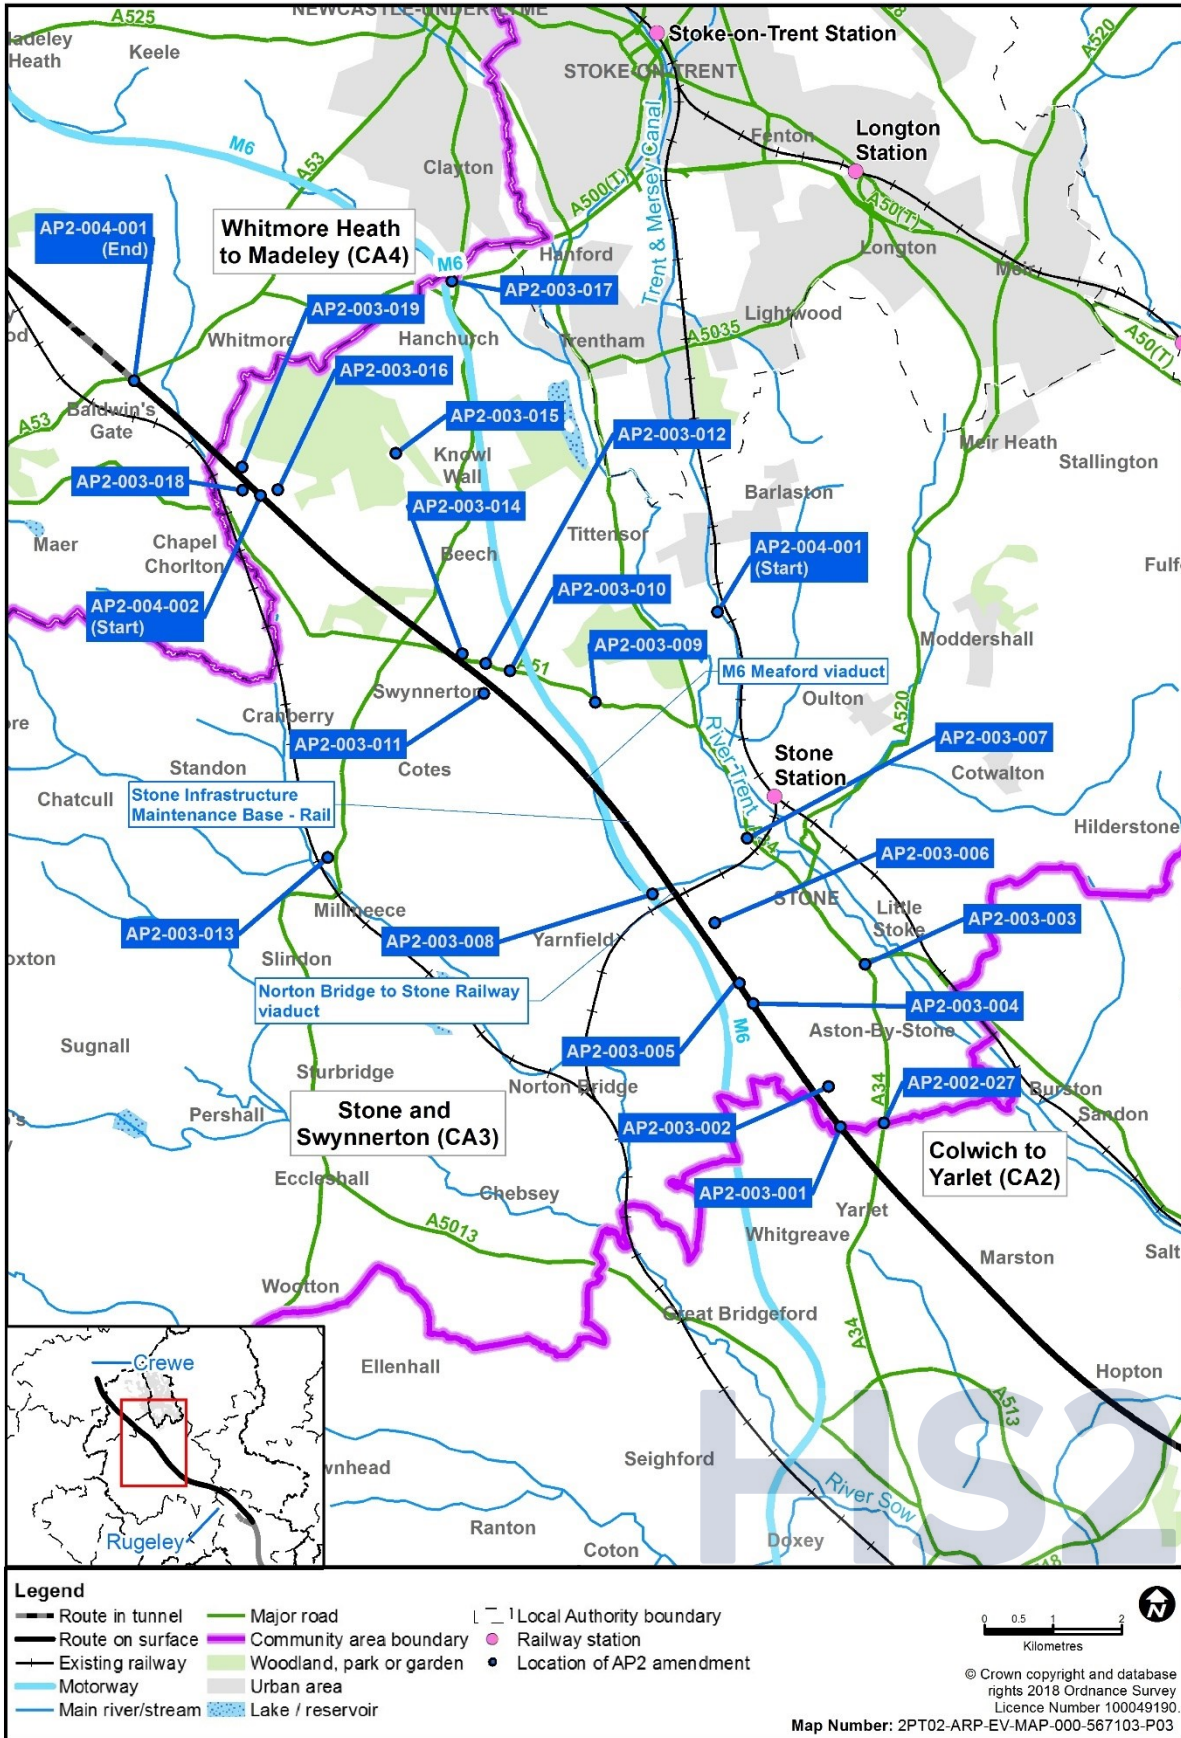 A525
NEWCASTLE-UNDER-LYME
Stoke-on-Trent Station
A520
Keele
Heath
STOKE-ON-TRENT
M6
A53
Clayton
Trent & Mersey Canal
Fenton
Longton
Station
A500(T)
A50(T)
AP2-004-001
(End)
Whitmore Heath
to Madeley (CA4)
Hanford
Longton
Meir
M6
AP2-003-017
AP2-003-019
Lightwood
Whitmore
Hanchurch
Trentham
A5035
A50(T)
AP2-003-016
Baldwin's
Gate
A53
AP2-003-015
AP2-003-012
Knowl
Wall
Meir Heath
Stallington
AP2-003-018
AP2-003-014
Barlaston
Maer
Chapel
Chorlton
Beech
Tittensor
AP2-004-001
(Start)
AP2-003-010
AP2-004-002
(Start)
AP2-003-009
Moddershall
A51
M6 Meaford viaduct
Swynnerton
Oulton
Cranberry
A520
AP2-003-011
River Trent
AP2-003-007
Standon
Cotes
Stone
Station
Cotwalton
Chatcull
Stone Infrastructure
Maintenance Base - Rail
Hilderstone
A34
AP2-003-006
Millmeece
STONE
Little
Stoke
AP2-003-003
AP2-003-013
AP2-003-008
Yarnfield
Slindon
Norton Bridge to Stone Railway
viaduct
AP2-003-004
M6
Aston-By-Stone
Sugnall
AP2-003-005
Sturbridge
Norton Bridge
A34
AP2-002-027
Burston
Sandon
Pershall
Stone and
Swynnerton (CA3)
AP2-003-002
Colwich to
Yarlet (CA2)
Eccleshall
Chebsey
AP2-003-001
Yarlet
A5013
Whitgreave
Marston
Wootton
Great Bridgeford
A34
Ellenhall
Hopton
Crewe
A513
HS2
Seighford
River Sow
Ranton
Rugeley
Coton
Doxey
Legend
Route in tunnel
Major road
Local Authority boundary
Route on surface
Community area boundary
Railway station
Existing railway
Woodland, park or garden
Location of AP2 amendment
Motorway
Urban area
Main river/stream
Lake / reservoir
N
0 0.5 1 2
Kilometres
© Crown copyright and database
rights 2018 Ordnance Survey
Licence Number 100049190.
Map Number: 2PT02-ARP-EV-MAP-000-567103-P03